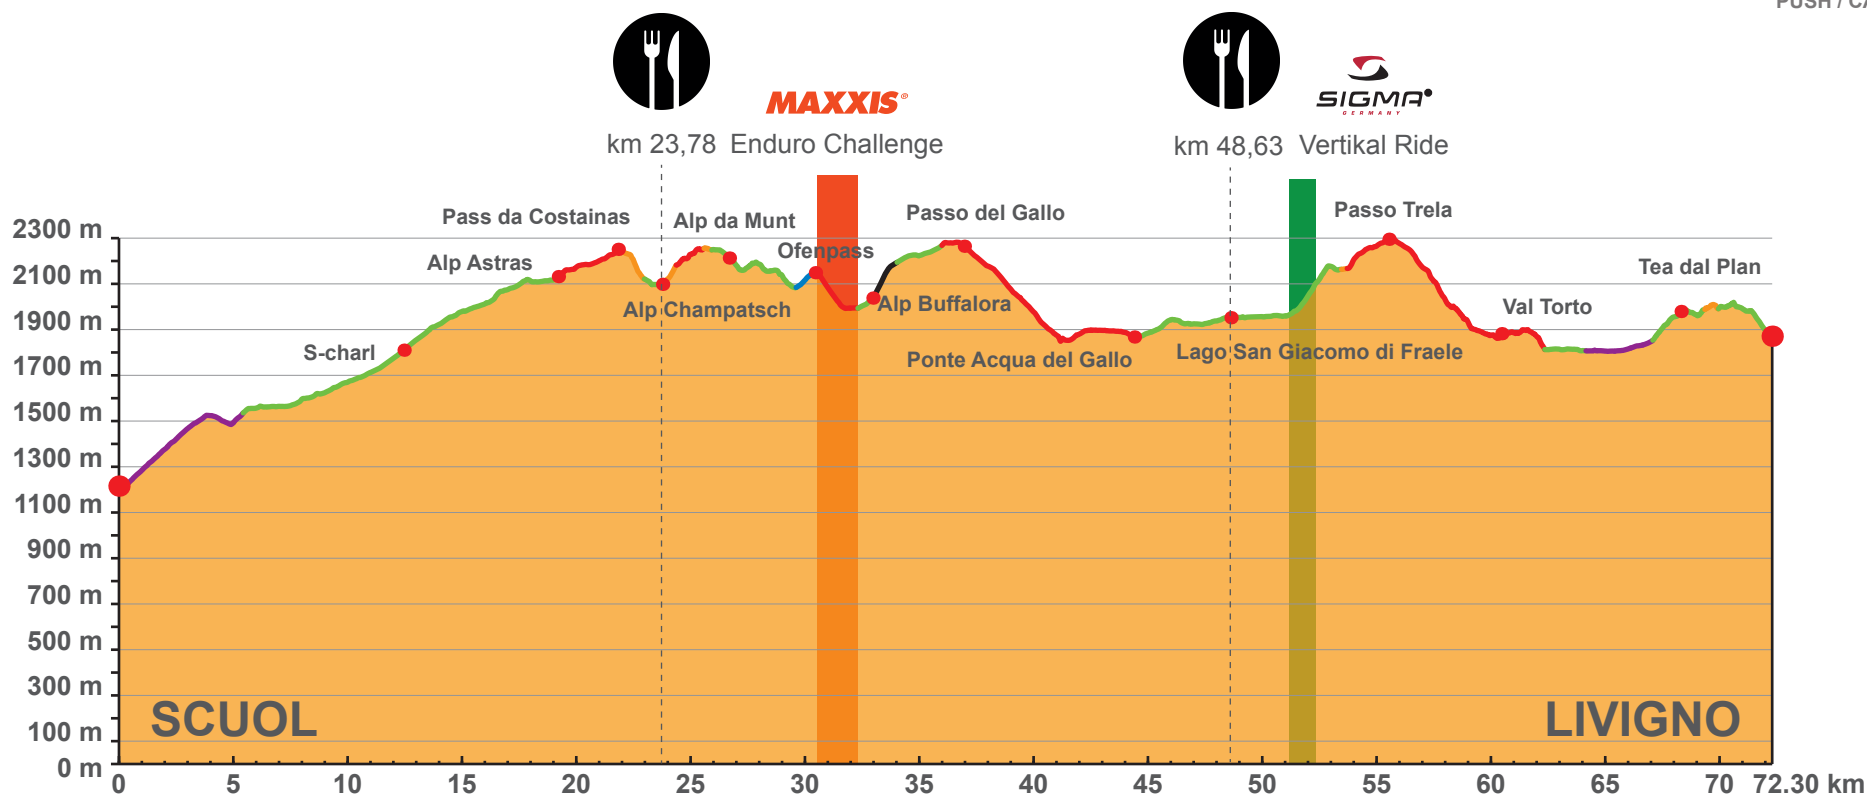 PUSH / CA
MAXXIS®
SIGMA
GERMANY
km 23,78 Enduro Challenge
km 48,63 Vertikal Ride
Pass da Costainas
Alp da Munt
Passo del Gallo
Passo Trela
2300 m
Alp Astras
Ofenpass
Tea dal Plan
2100 m
Alp Champatsch
Alp Buffalora
Val Torto
1900 m
S-charl
Ponte Acqua del Gallo
Lago San Giacomo di Fraele
1700 m
1500 m
1300 m
1100 m
900 m
700 m
500 m
300 m
SCUOL
LIVIGNO
100 m
0 m
0 5 10 15 20 25 30 35 40 45 50 55 60 65 70 72.30 km